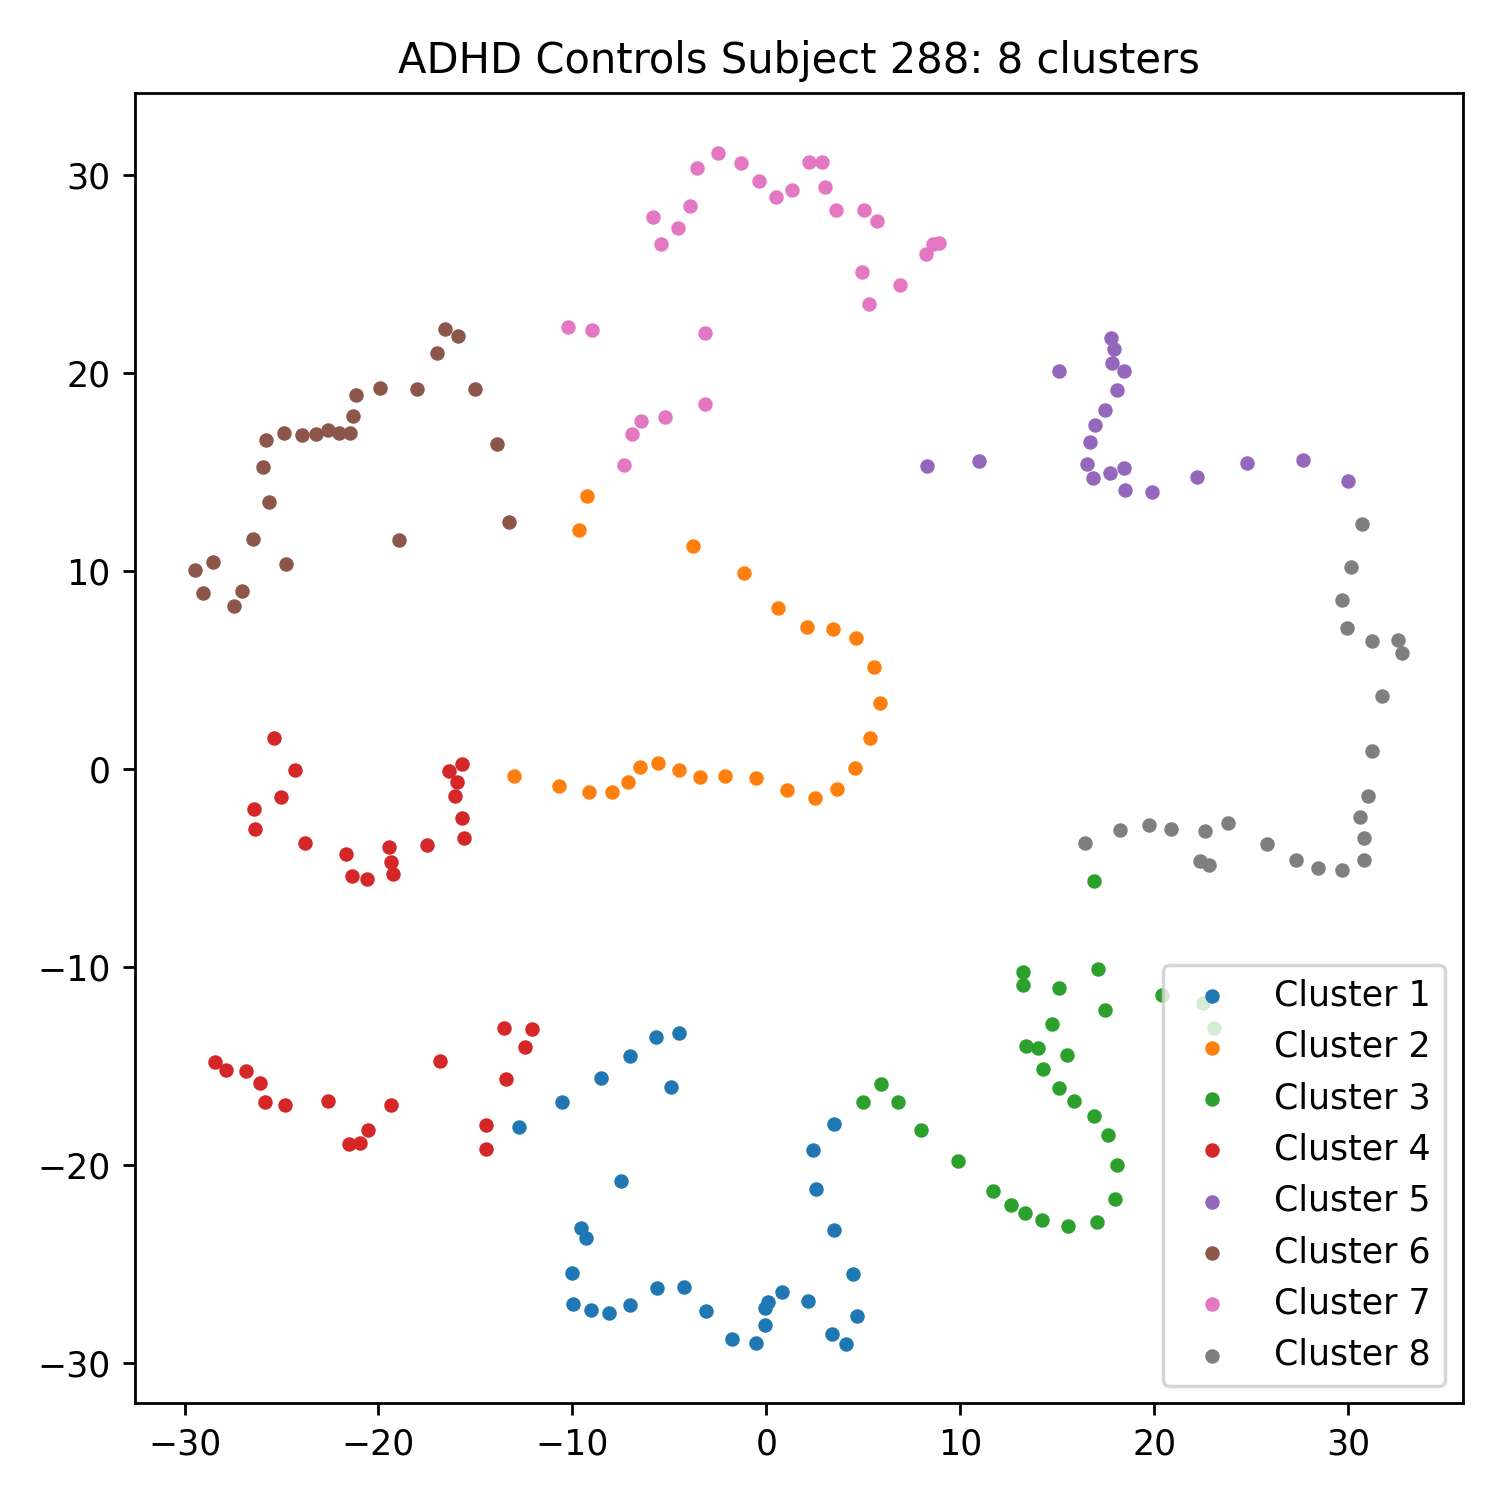 ADHD Controls Subject 288: 8 clusters
30
20
10
0
−10
−20
−30
−30
−20
−10
0
10
20
30
Cluster 1
Cluster 2
Cluster 3
Cluster 4
Cluster 5
Cluster 6
Cluster 7
Cluster 8